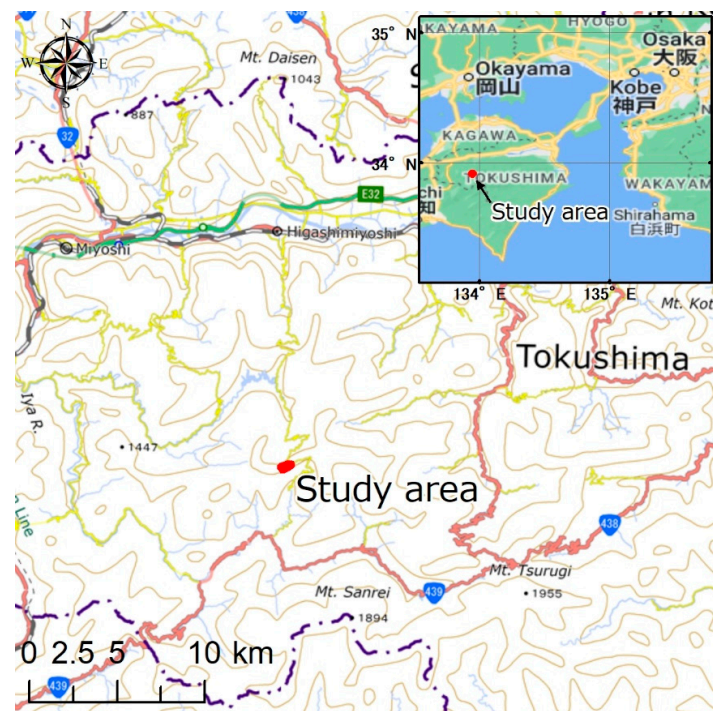 N
W
E
S
Mt. Daisen
1043
887
32
E32
Miyoshi
Higashimiyoshi
Iya R.
1447
Study area
Tokushima
Mt. Kot
438
Mt. Tsurugi
1955
Mt. Sanrei
1894
439
439
Line
0 2.5 5 10 km
35° N
34° N
134° E
135° E
KAYAMA
HYOGO
Osaka
大阪
Okayama
岡山
Kobe
神戸
KAGAWA
TOKUSHIMA
WAKAYAM
chi
知
Study area
Shirahama
白浜町